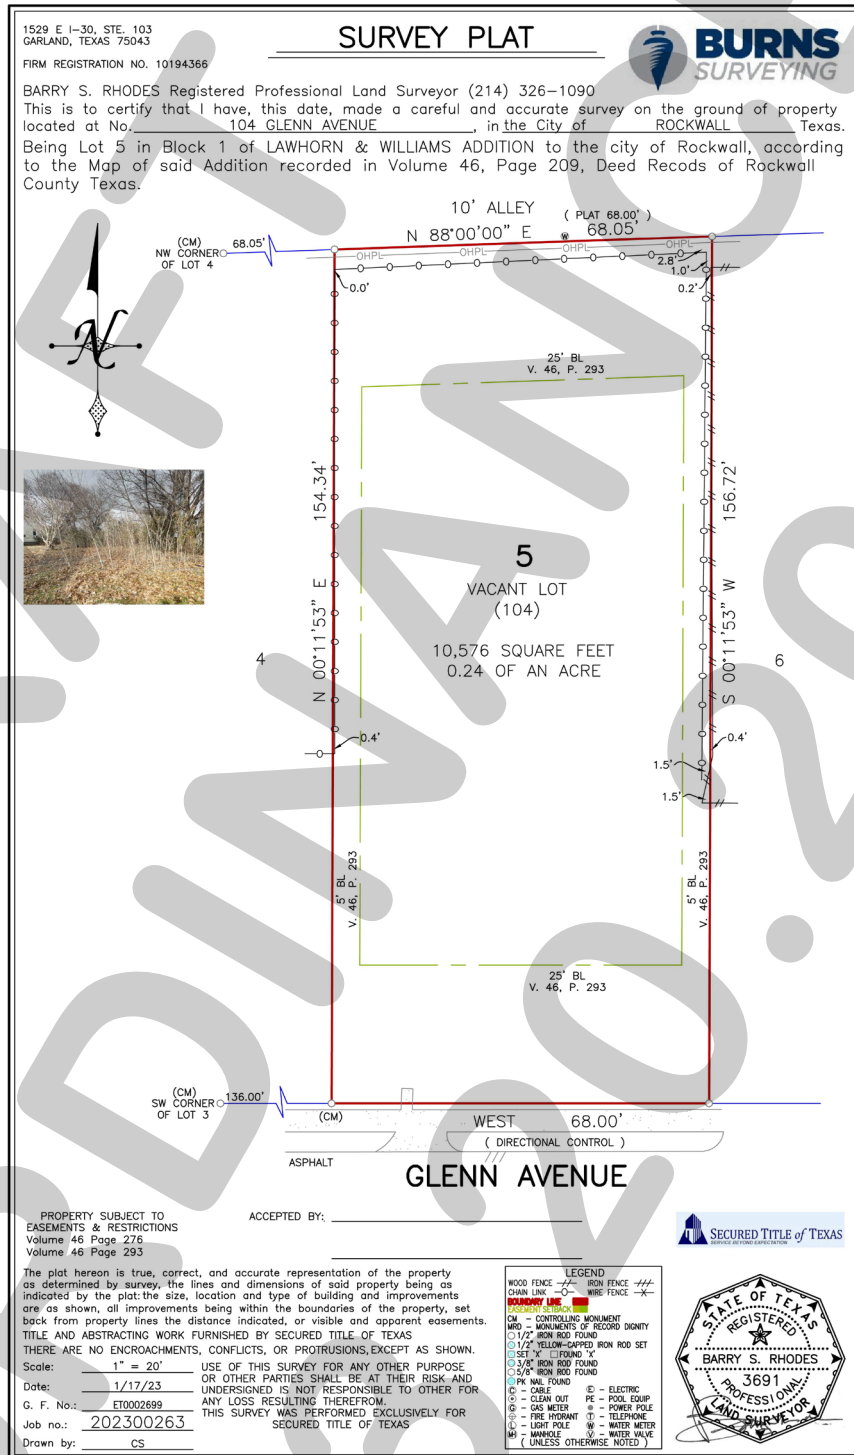 1529 E I-30, STE. 103
GARLAND, TEXAS 75043
FIRM REGISTRATION NO. 10194366
SURVEY PLAT
BURNS
SURVEYING
BARRY S. RHODES Registered Professional Land Surveyor (214) 326-1090
This is to certify that I have, this date, made a careful and accurate survey on the ground of property
located at No. 104 GLENN AVENUE , in the City of ROCKWALL Texas.
Being Lot 5 in Block 1 of LAWHORN & WILLIAMS ADDITION to the city of Rockwall, according
to the Map of said Addition recorded in Volume 46, Page 209, Deed Recods of Rockwall
County Texas.
10' ALLEY
( PLAT 68.00' )
N 88°00'00" E 68.05'
(CM)
NW CORNER
OF LOT 4
68.05'
OHPL OHPL OHPL OHPL
W
2.8'
1.0'
0.2'
0.0'
N
25' BL
V. 46, P. 293
N 00°11'53" E 154.34'
S 00°11'53" W 156.72'
5
VACANT LOT
(104)
10,576 SQUARE FEET
0.24 OF AN ACRE
4
6
0.4'
0.4'
1.5'
1.5'
5' BL
V. 46, P. 293
5' BL
V. 46, P. 293
25' BL
V. 46, P. 293
(CM)
SW CORNER
OF LOT 3
136.00'
(CM)
WEST 68.00'
( DIRECTIONAL CONTROL )
ASPHALT
GLENN AVENUE
PROPERTY SUBJECT TO
EASEMENTS & RESTRICTIONS
Volume 46 Page 276
Volume 46 Page 293
ACCEPTED BY:
SECURED TITLE of TEXAS
SERVICE BEYOND EXPECTATION
The plat hereon is true, correct, and accurate representation of the property
as determined by survey, the lines and dimensions of said property being as
indicated by the plat: the size, location and type of building and improvements
are as shown, all improvements being within the boundaries of the property, set
back from property lines the distance indicated, or visible and apparent easements.
TITLE AND ABSTRACTING WORK FURNISHED BY SECURED TITLE OF TEXAS
THERE ARE NO ENCROACHMENTS, CONFLICTS, OR PROTRUSIONS, EXCEPT AS SHOWN.
Scale: 1" = 20'
Date: 1/17/23
G. F. No.: ET0002699
Job no.: 202300263
Drawn by: CS
USE OF THIS SURVEY FOR ANY OTHER PURPOSE
OR OTHER PARTIES SHALL BE AT THEIR RISK AND
UNDERSIGNED IS NOT RESPONSIBLE TO OTHER FOR
ANY LOSS RESULTING THEREFROM.
THIS SURVEY WAS PERFORMED EXCLUSIVELY FOR
SECURED TITLE OF TEXAS
LEGEND
WOOD FENCE IRON FENCE
CHAIN LINK WIRE FENCE
BOUNDARY LINE
EASEMENT/SETBACK
CM - CONTROLLING MONUMENT
MRD - MONUMENTS OF RECORD DIGNITY
1/2" IRON ROD FOUND
1/2" YELLOW-CAPPED IRON ROD SET
SET 'X' FOUND 'X'
3/8" IRON ROD FOUND
5/8" IRON ROD FOUND
PK NAIL FOUND
C - CABLE E - ELECTRIC
- CLEAN OUT PE - POOL EQUIP
G - GAS METER - POWER POLE
- FIRE HYDRANT T - TELEPHONE
L - LIGHT POLE W - WATER METER
MH - MANHOLE V - WATER VALVE
( UNLESS OTHERWISE NOTED )
STATE OF TEXAS
REGISTERED
BARRY S. RHODES
3691
PROFESSIONAL
LAND SURVEYOR